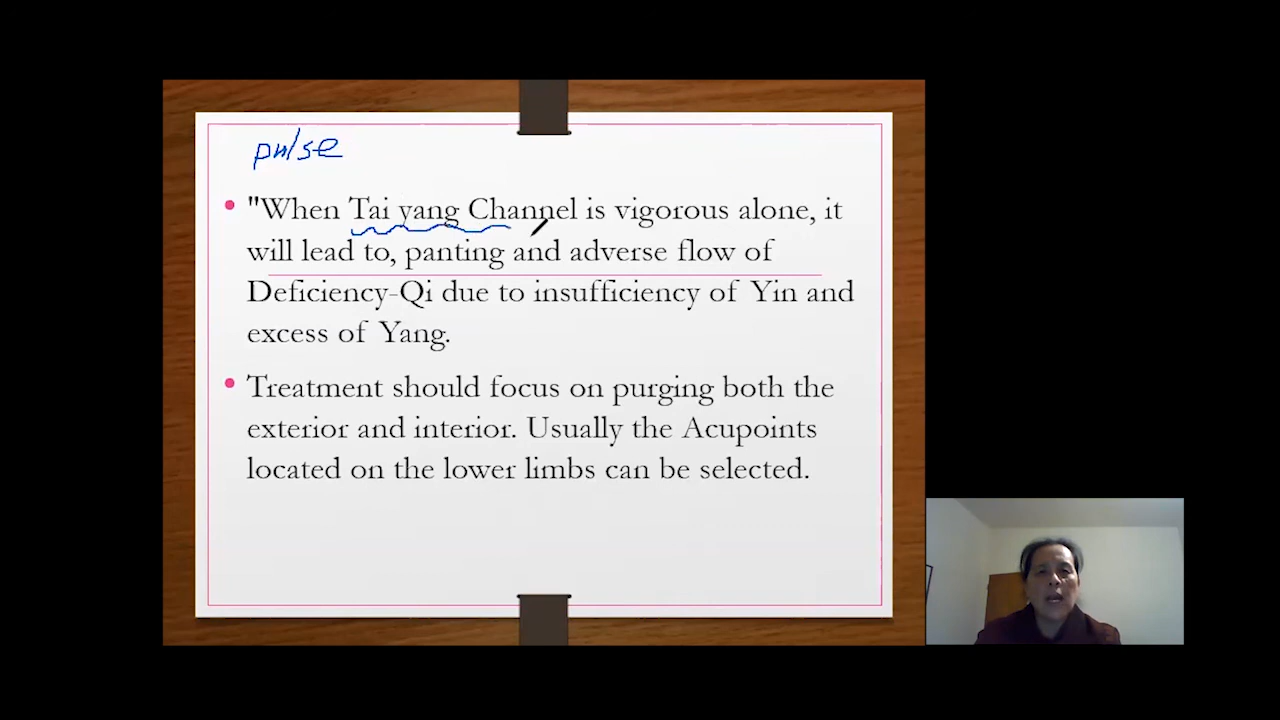 pulse
"When Tai yang Channel is vigorous alone, it
will lead to, panting and adverse flow of
Deficiency-Qi due to insufficiency of Yin and
excess of Yang.
Treatment should focus on purging both the
exterior and interior. Usually the Acupoints
located on the lower limbs can be selected.